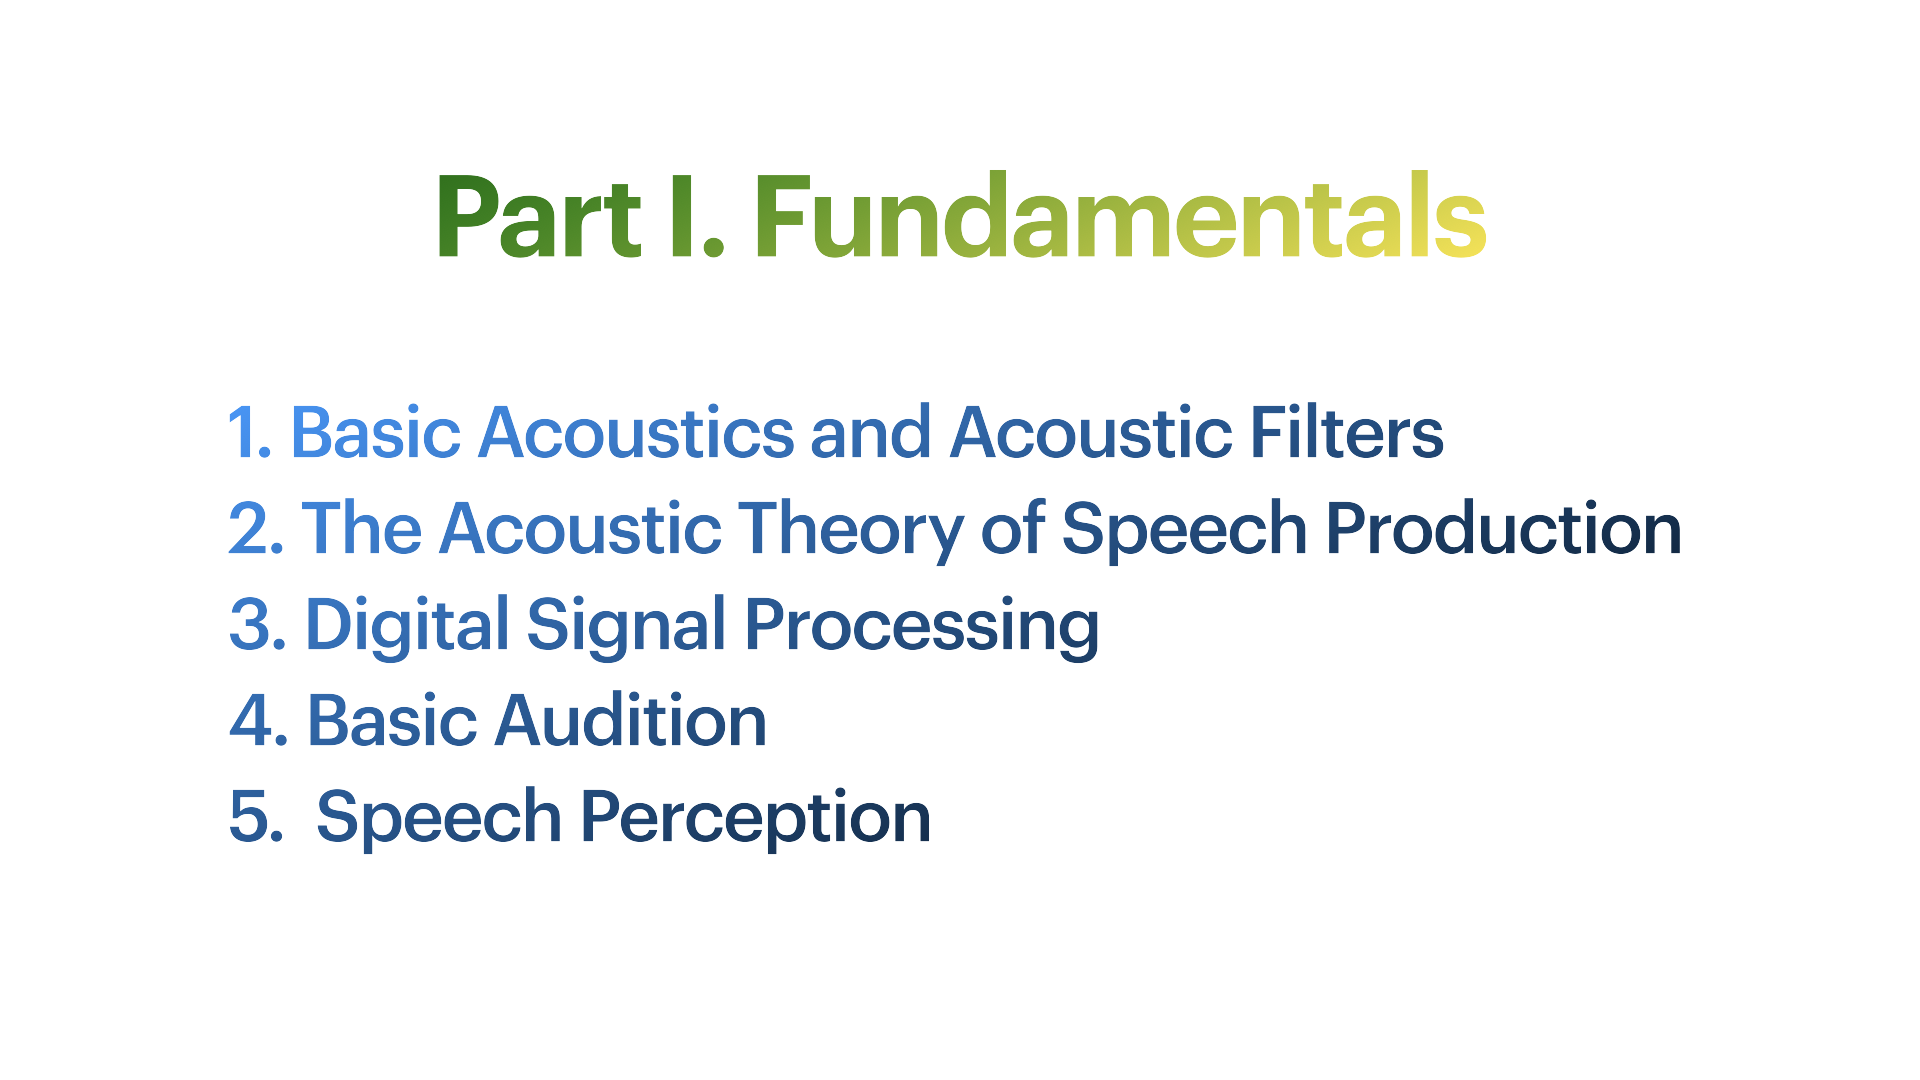 Part I. Fundamentals
1. Basic Acoustics and Acoustic Filters
2. The Acoustic Theory of Speech Production
3. Digital Signal Processing
4. Basic Audition
5.  Speech Perception